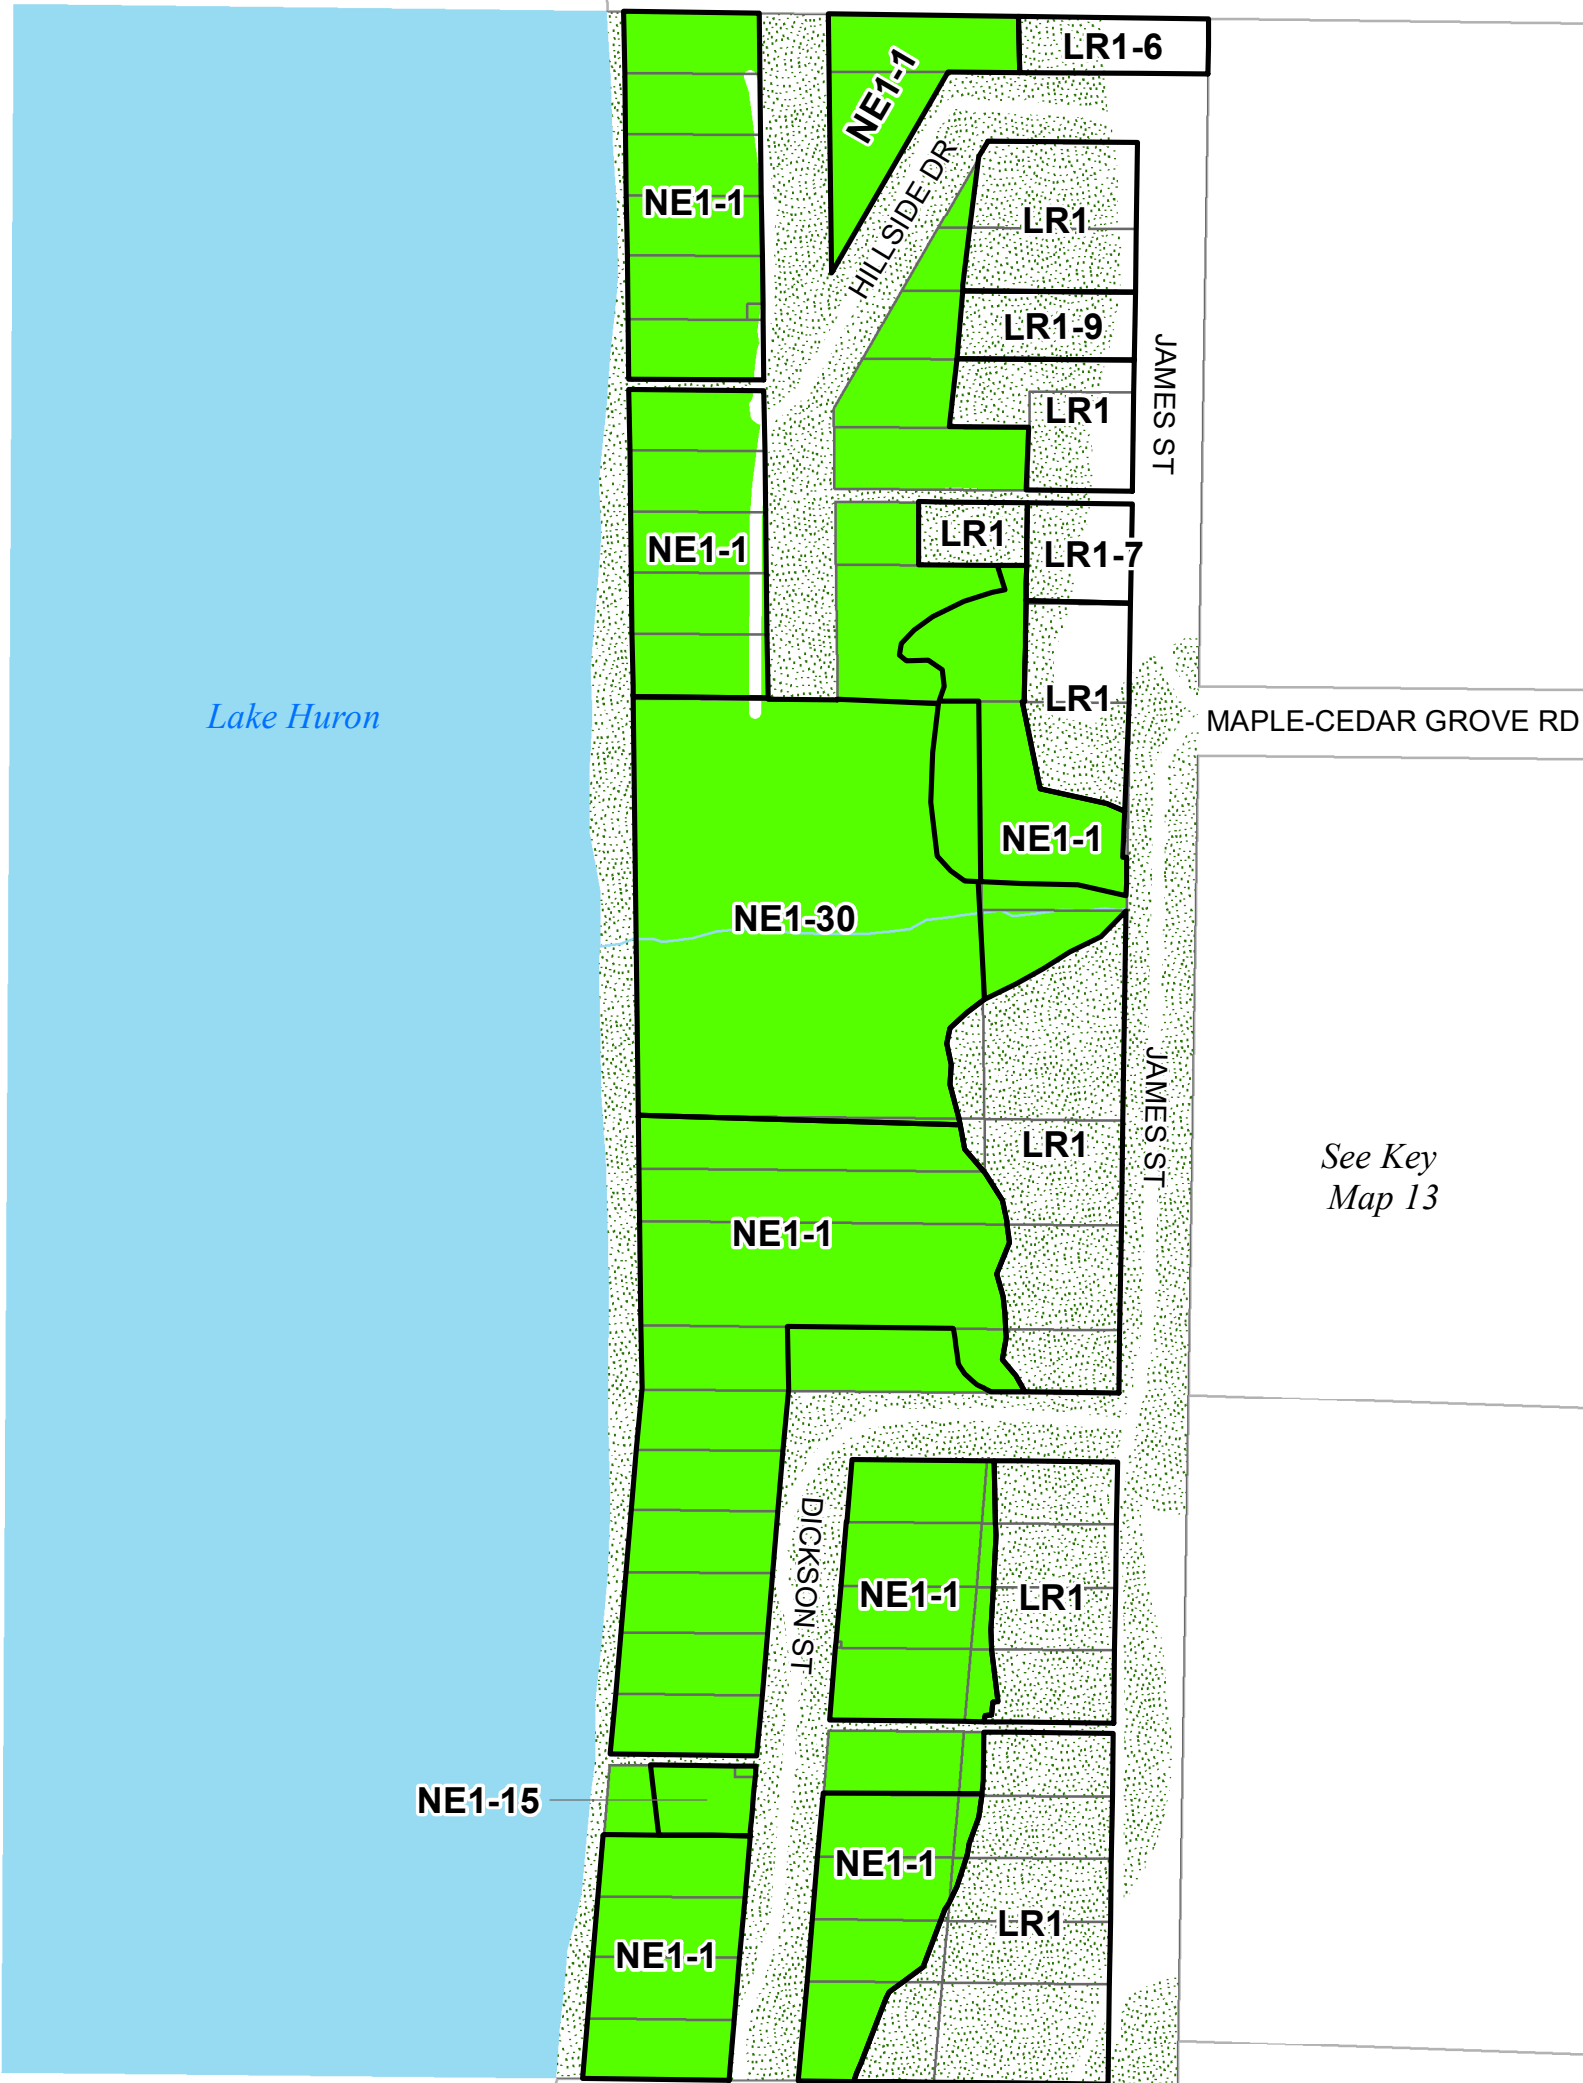 LR1-6
NE1-1
HILLSIDE DR
NE1-1
LR1
LR1-9
JAMES ST
LR1
LR1
NE1-1
LR1-7
LR1
Lake Huron
MAPLE-CEDAR GROVE RD
NE1-1
NE1-30
JAMES ST
LR1
See Key
Map 13
NE1-1
DICKSON ST
NE1-1
LR1
NE1-15
NE1-1
LR1
NE1-1